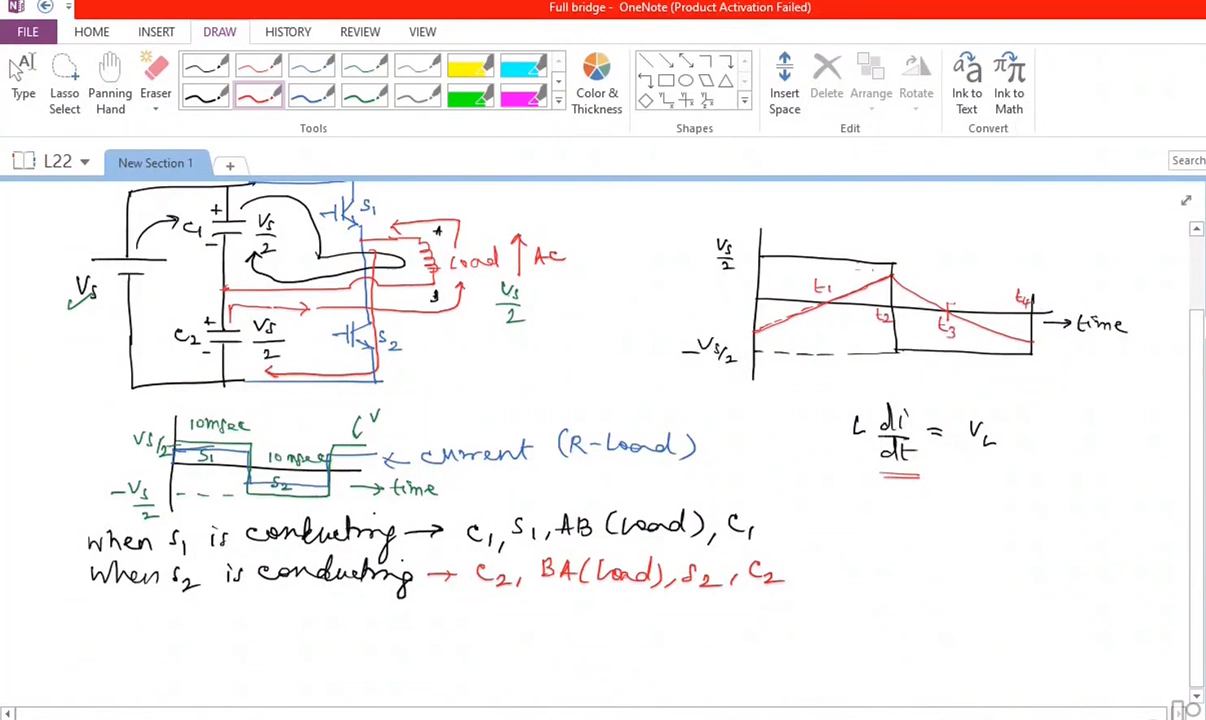 Full bridge - OneNote (Product Activation Failed)
FILE HOME INSERT DRAW HISTORY REVIEW VIEW
Type
Lasso Select
Panning Hand
Eraser
Color & Thickness
Insert Space
Delete
Arrange
Rotate
Ink to Text
Ink to Math
Tools
Shapes
Edit
Convert
L22
New Section 1
Search
Vs
C1
+
-
Vs/2
S1
A
Load
AC
Vs/2
B
C2
+
-
Vs/2
S2
Vs/2
-Vs/2
t1
t2
t3
t4
time
L di/dt = VL
Vs/2
10msec
S1
10msec
S2
V
-Vs/2
time
current (R-Load)
when S1 is conducting → C1, S1, AB (Load), C1
when S2 is conducting → C2, BA(Load), S2, C2